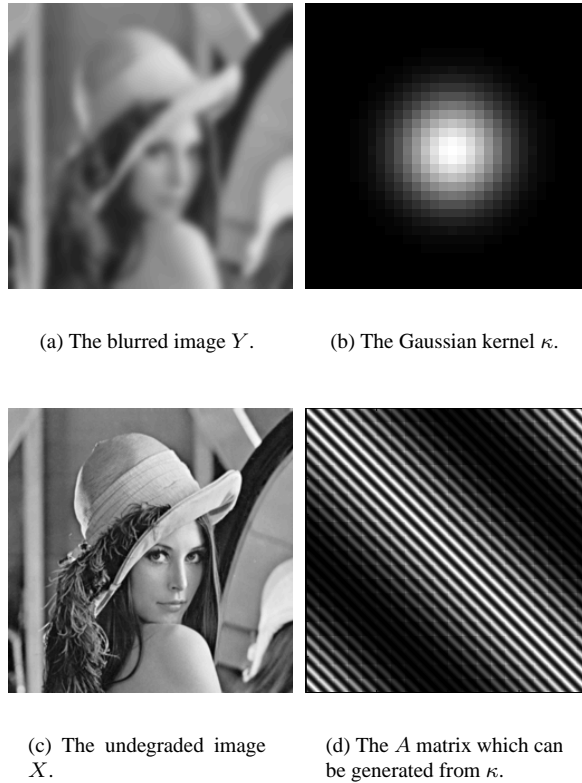 (a) The blurred image Y.
(b) The Gaussian kernel κ.
(c) The undegraded image
X.
(d) The A matrix which can
be generated from κ.